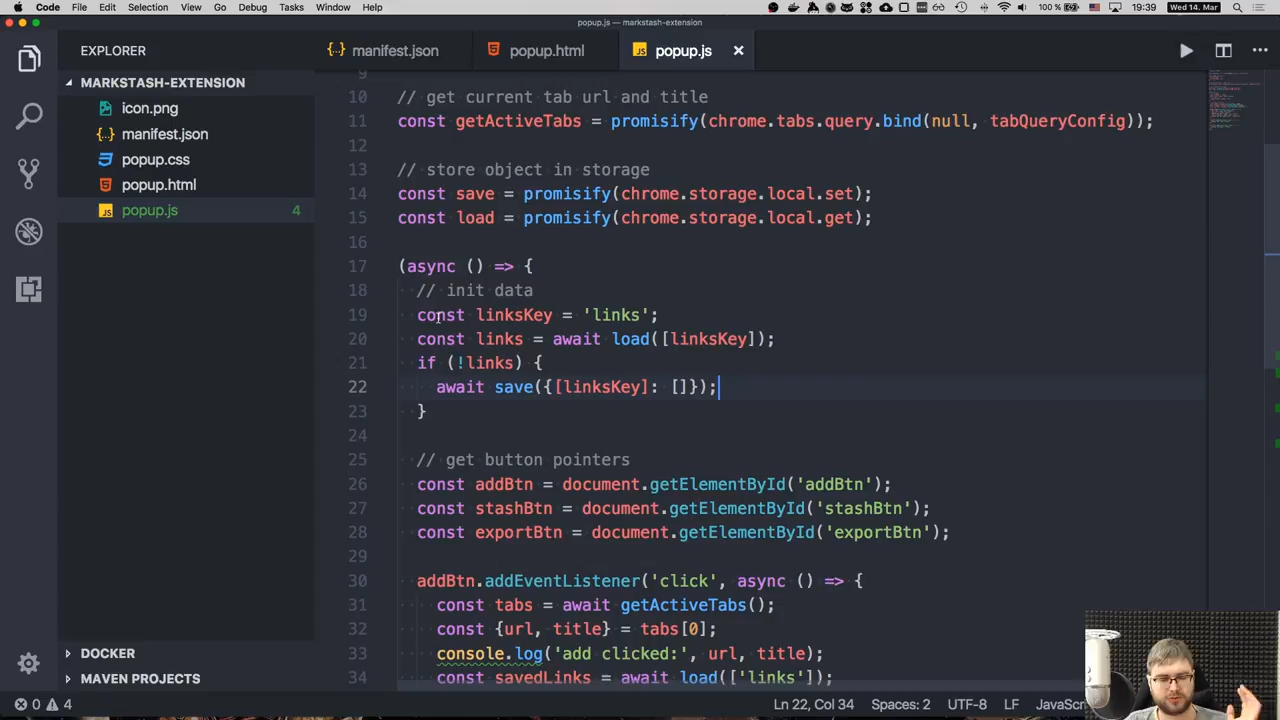 Code File Edit Selection View Go Debug Tasks Window Help 100 % Wed 14. Mar 19:39
popup.js — markstash-extension
EXPLORER
MARKSTASH-EXTENSION
icon.png
{.} manifest.json
popup.css
popup.html
JS popup.js 4
DOCKER
MAVEN PROJECTS
{.} manifest.json popup.html JS popup.js
9
10 // get current tab url and title
11 const getActiveTabs = promisify(chrome.tabs.query.bind(null, tabQueryConfig));
12
13 // store object in storage
14 const save = promisify(chrome.storage.local.set);
15 const load = promisify(chrome.storage.local.get);
16
17 (async () => {
18 // init data
19 const linksKey = 'links';
20 const links = await load([linksKey]);
21 if (!links) {
22 await save({[linksKey]: []});
23 }
24
25 // get button pointers
26 const addBtn = document.getElementById('addBtn');
27 const stashBtn = document.getElementById('stashBtn');
28 const exportBtn = document.getElementById('exportBtn');
29
30 addBtn.addEventListener('click', async () => {
31 const tabs = await getActiveTabs();
32 const {url, title} = tabs[0];
33 console.log('add clicked:', url, title);
34 const savedLinks = await load(['links']);
0 4 Ln 22, Col 34 Spaces: 2 UTF-8 LF JavaScrip